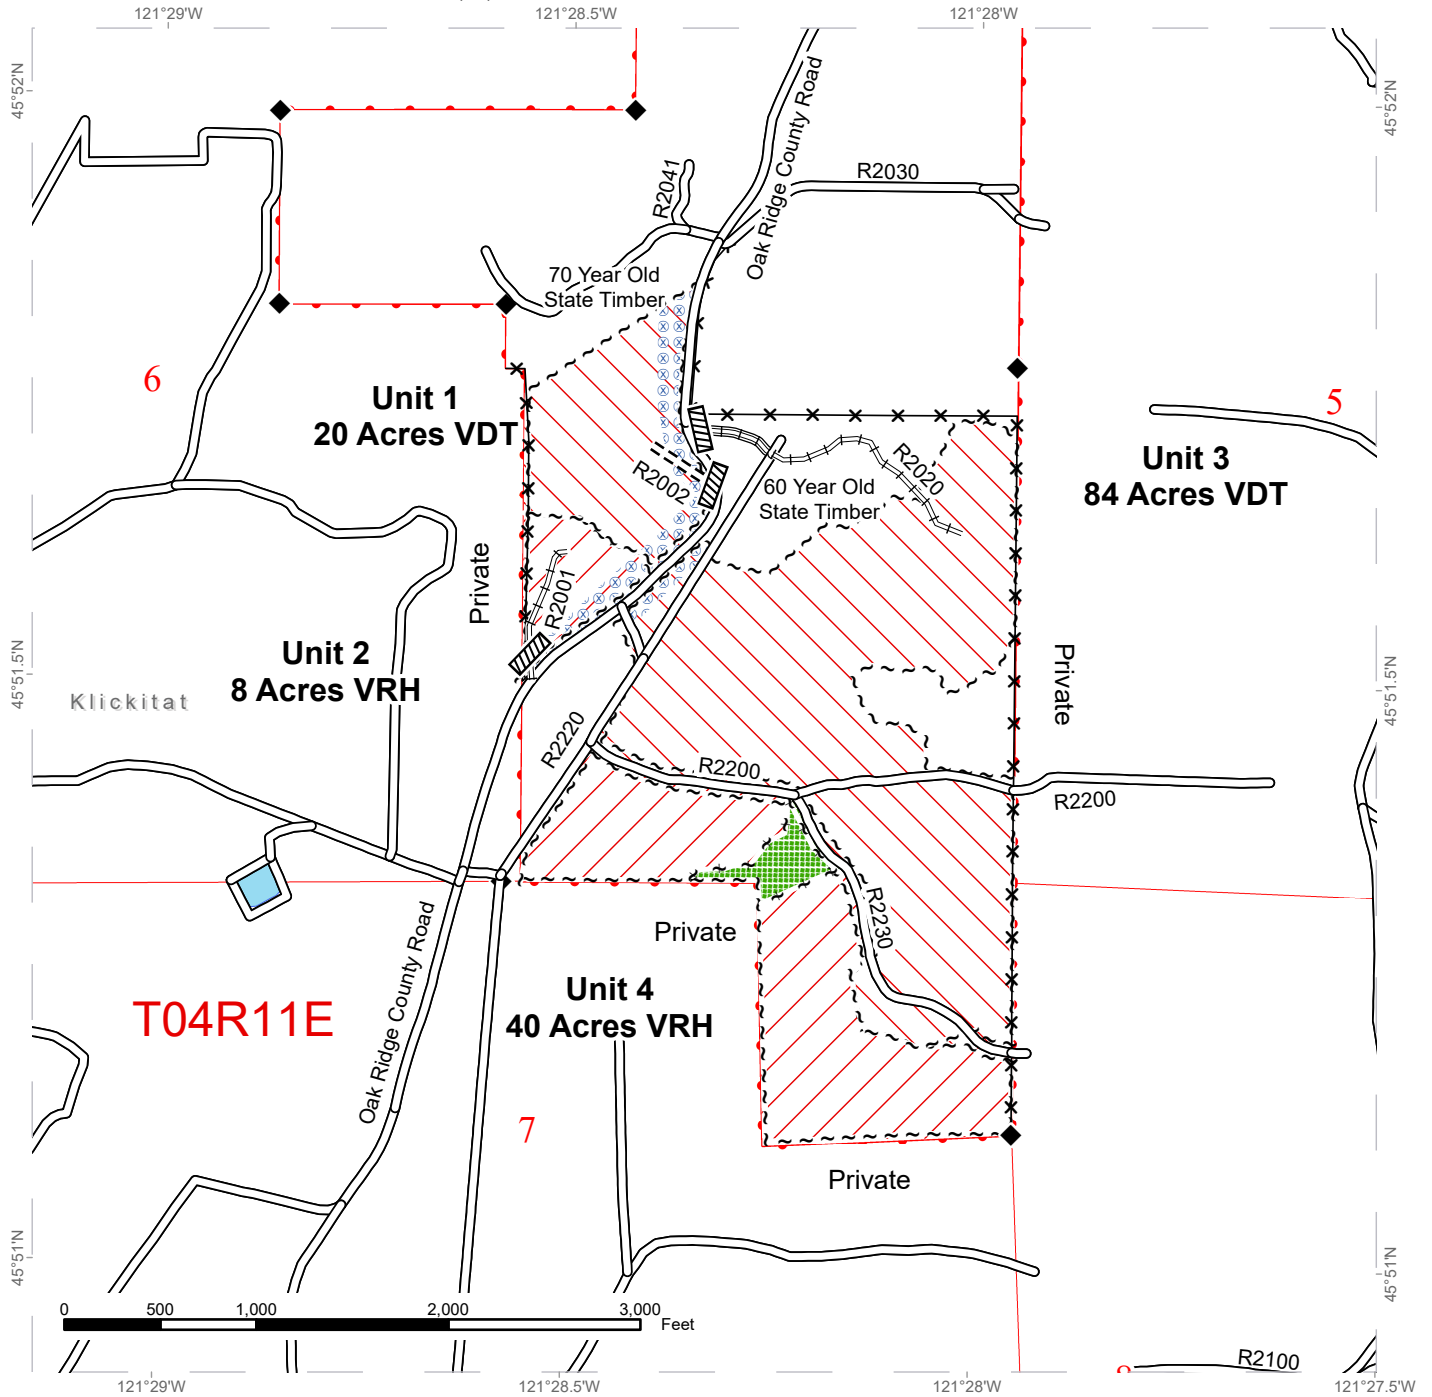 121°29'W
121°28.5'W
121°28'W
45°52'N
45°52'N
Oak Ridge County Road
R2041
R2030
70 Year Old
State Timber
6
5
Unit 1
20 Acres VDT
Unit 3
84 Acres VDT
R2002
R2020
60 Year Old
State Timber
Private
R2001
Unit 2
8 Acres VRH
Klickitat
45°51.5'N
45°51.5'N
Private
R2220
R2200
R2200
Private
R2230
Oak Ridge County Road
T04R11E
Unit 4
40 Acres VRH
7
Private
45°51'N
45°51'N
0
500
1,000
2,000
3,000
Feet
R2100
121°29'W
121°28.5'W
121°28'W
121°27.5'W